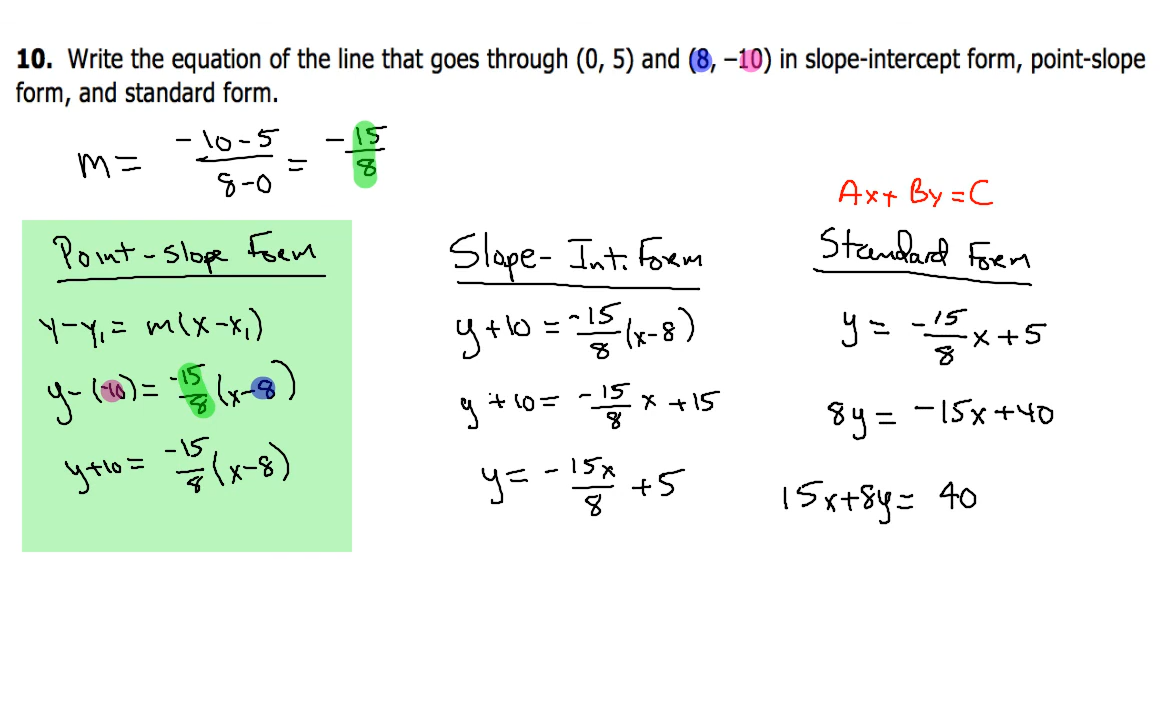 10. Write the equation of the line that goes through (0, 5) and (8, −10) in slope-intercept form, point-slope
form, and standard form.
m = (-10-5)/(8-0) = -15/8
Point-slope Form
y-y₁ = m(x-x₁)
y-(-10) = -15/8 (x-8)
y+10 = -15/8 (x-8)
Slope-Int. Form
y+10 = -15/8 (x-8)
y+10 = -15/8 x +15
y = -15x/8 +5
Ax+By=C
Standard Form
y = -15/8 x+5
8y = -15x+40
15x+8y = 40